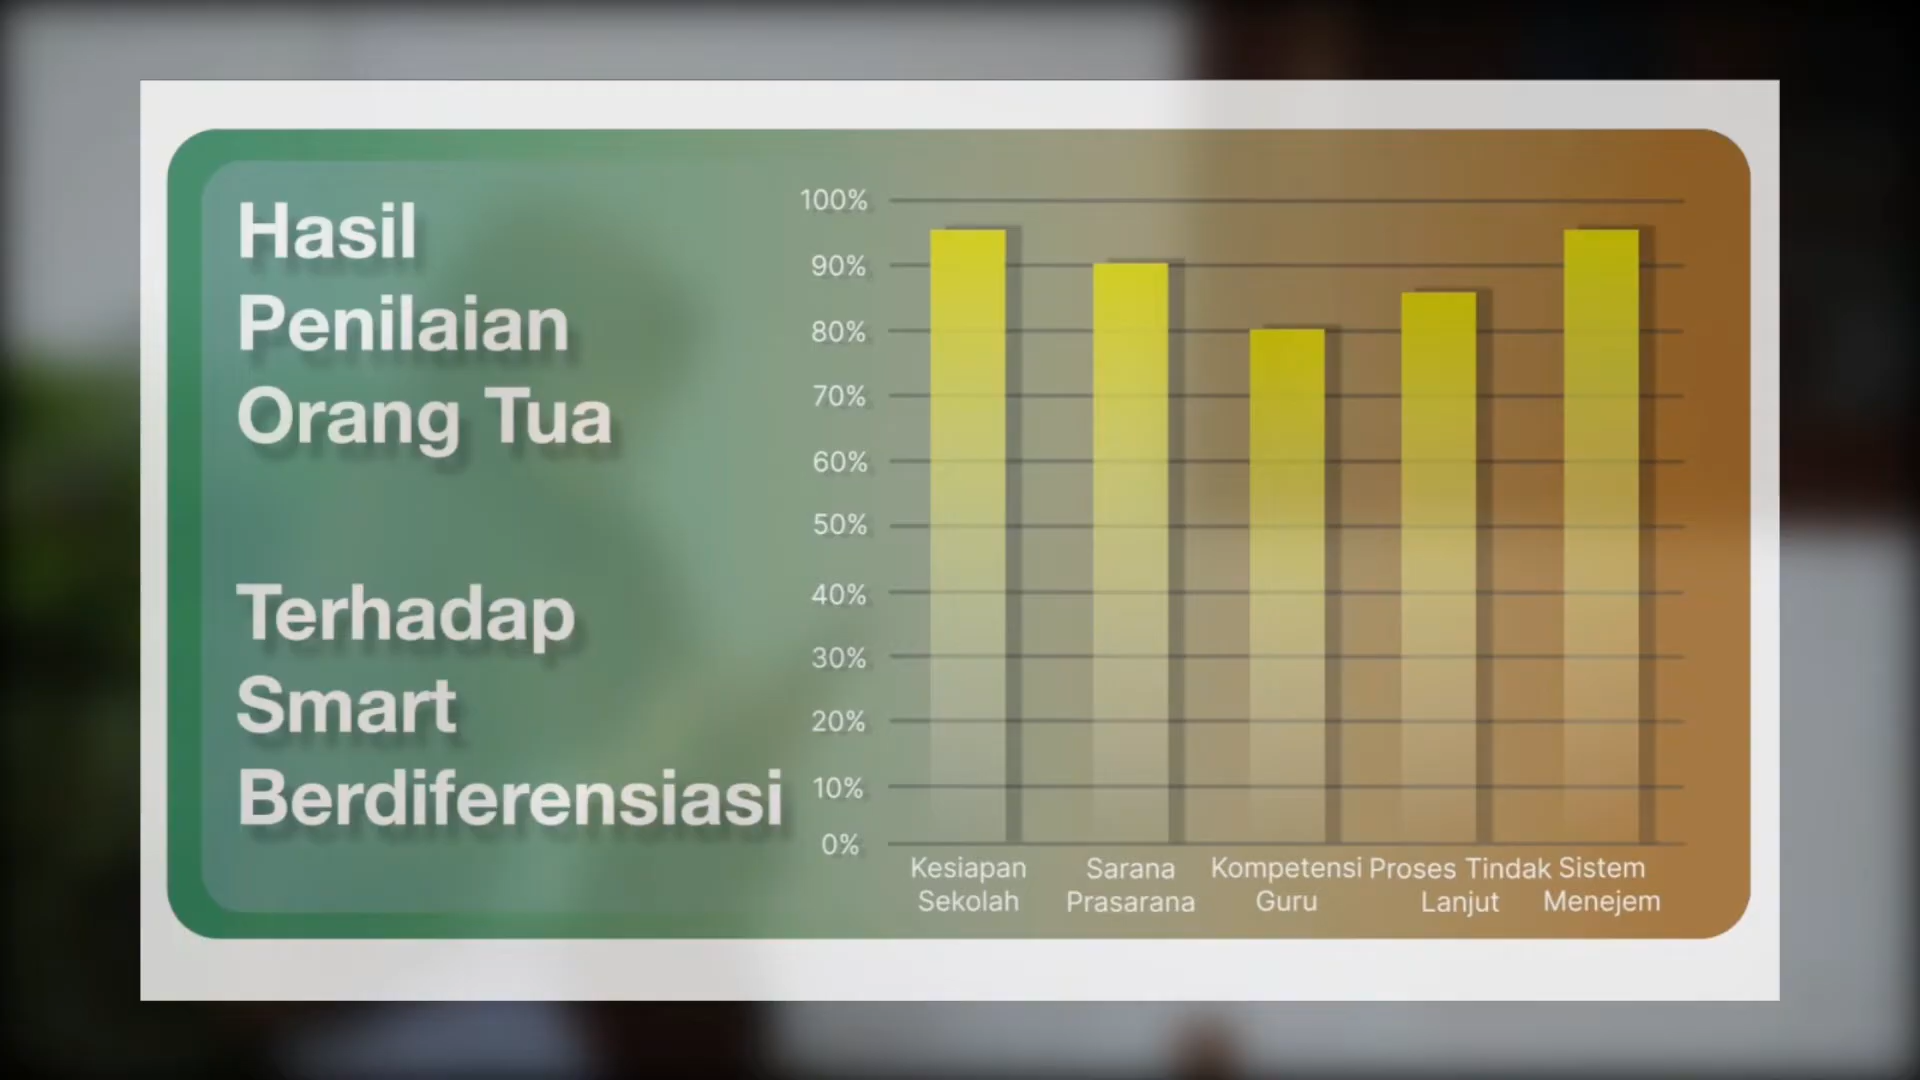 Hasil
Penilaian
Orang Tua
Terhadap
Smart
Berdiferensiasi
100%
90%
80%
70%
60%
50%
40%
30%
20%
10%
0%
Kesiapan
Sekolah
Sarana
Prasarana
Kompetensi
Guru
Proses Tindak
Lanjut
Sistem
Menejem